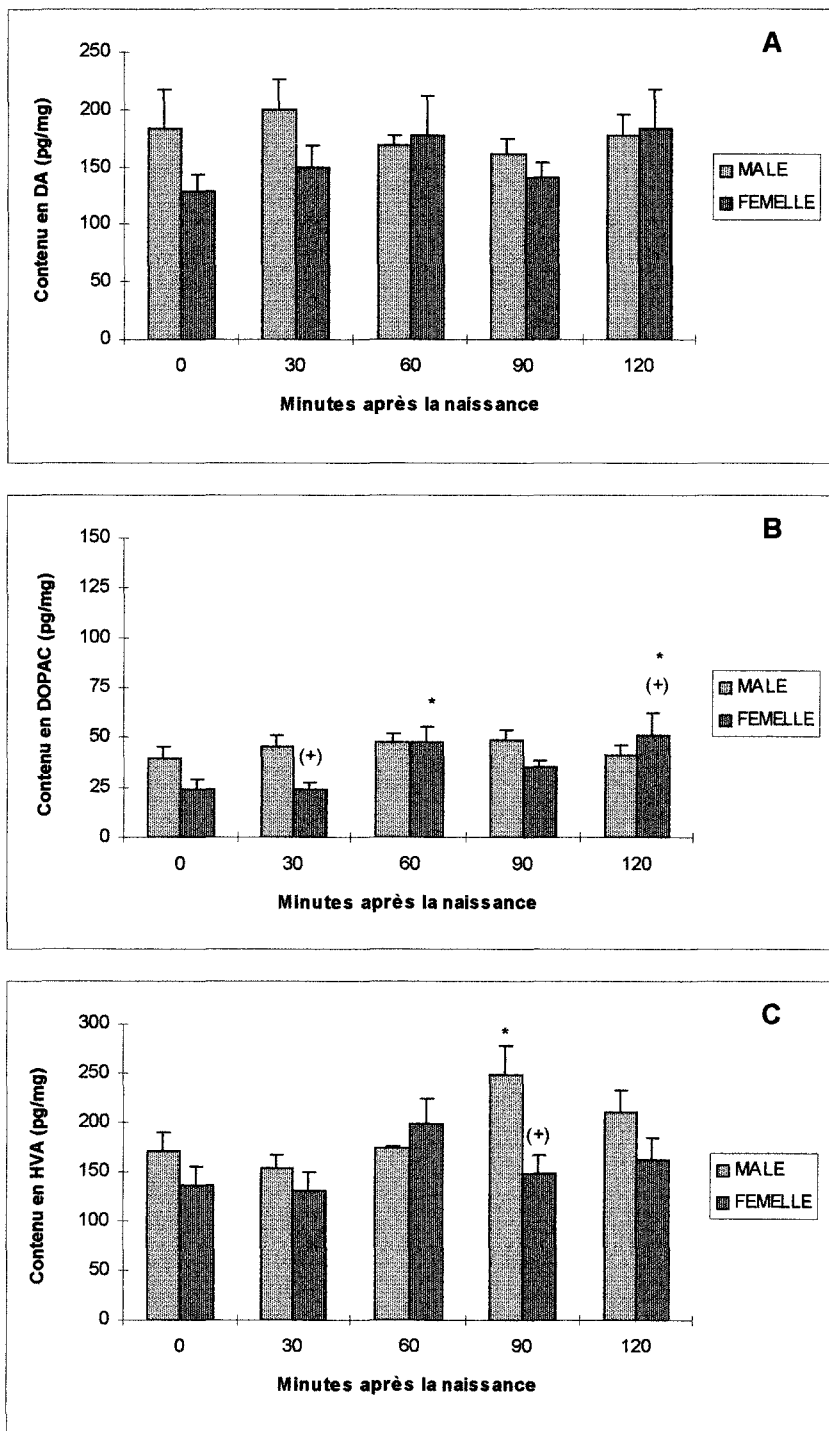 A
Contenu en DA (pg/mg)
250
200
150
100
50
0
0 30 60 90 120
Minutes après la naissance
MALE
FEMELLE
B
Contenu en DOPAC (pg/mg)
150
125
100
75
50
25
0
*
(+)
*
(+)
0 30 60 90 120
Minutes après la naissance
MALE
FEMELLE
C
Contenu en HVA (pg/mg)
300
250
200
150
100
50
0
*
(+)
0 30 60 90 120
Minutes après la naissance
MALE
FEMELLE